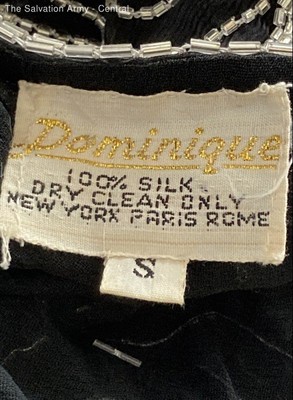 The Salvation Army - Central
Dominique
100% SILK
DRY CLEAN ONLY
NEW YORK PARIS ROME
S